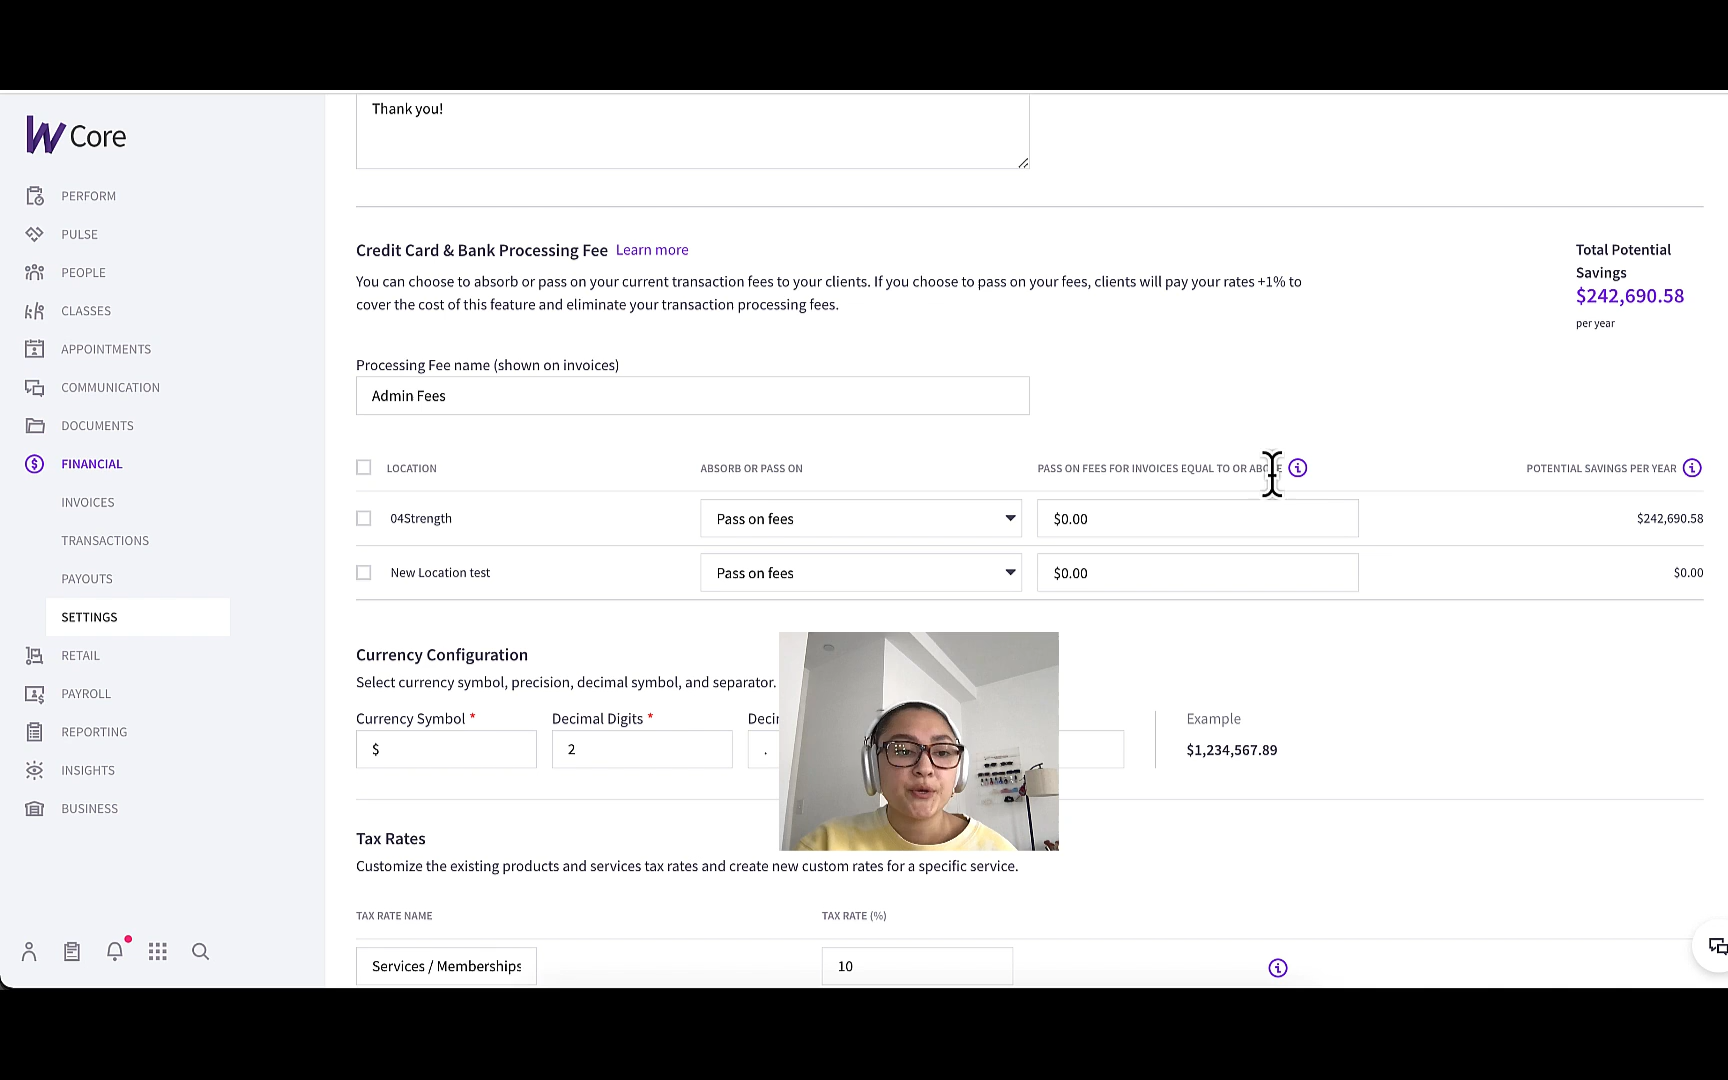 Thank you!
W Core
PERFORM
PULSE
PEOPLE
CLASSES
APPOINTMENTS
COMMUNICATION
DOCUMENTS
FINANCIAL
INVOICES
TRANSACTIONS
PAYOUTS
SETTINGS
RETAIL
PAYROLL
REPORTING
INSIGHTS
BUSINESS
Credit Card & Bank Processing Fee Learn more
You can choose to absorb or pass on your current transaction fees to your clients. If you choose to pass on your fees, clients will pay your rates +1% to
cover the cost of this feature and eliminate your transaction processing fees.
Total Potential
Savings
$242,690.58
per year
Processing Fee name (shown on invoices)
Admin Fees
LOCATION ABSORB OR PASS ON PASS ON FEES FOR INVOICES EQUAL TO OR ABOVE POTENTIAL SAVINGS PER YEAR
04Strength Pass on fees $0.00 $242,690.58
New Location test Pass on fees $0.00 $0.00
Currency Configuration
Select currency symbol, precision, decimal symbol, and separator.
Currency Symbol * Decimal Digits * Deci Example
$ 2 . $1,234,567.89
Tax Rates
Customize the existing products and services tax rates and create new custom rates for a specific service.
TAX RATE NAME TAX RATE (%)
Services / Memberships 10